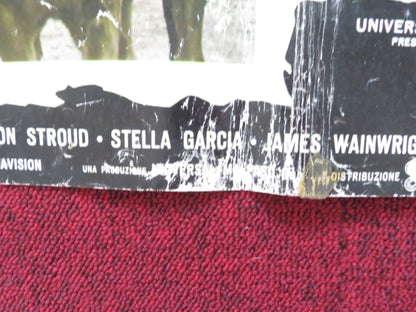 UNIVERS
PRES
ON STROUD • STELLA GARCIA • JAMES WAINWRIG
AVISION
UNA PRODUZIONE
DISTRIBUZIONE